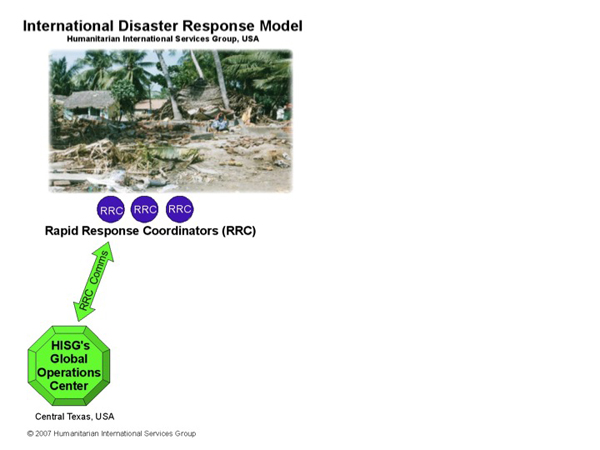 International Disaster Response Model
Humanitarian International Services Group, USA
RRC RRC RRC
Rapid Response Coordinators (RRC)
RRC Comms
HISG's
Global
Operations
Center
Central Texas, USA
© 2007 Humanitarian International Services Group